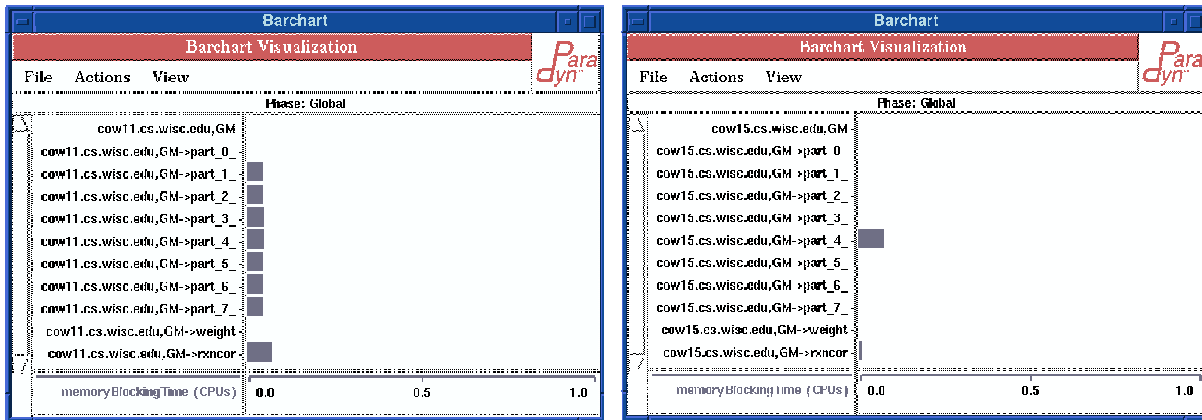 Barchart
Barchart Visualization
Para
dyn™
File Actions View
Phase: Global
cow11.cs.wisc.edu,GM
cow11.cs.wisc.edu,GM->part_0_
cow11.cs.wisc.edu,GM->part_1_
cow11.cs.wisc.edu,GM->part_2_
cow11.cs.wisc.edu,GM->part_3_
cow11.cs.wisc.edu,GM->part_4_
cow11.cs.wisc.edu,GM->part_5_
cow11.cs.wisc.edu,GM->part_6_
cow11.cs.wisc.edu,GM->part_7_
cow11.cs.wisc.edu,GM->weight
cow11.cs.wisc.edu,GM->rxncor
memoryBlockingTime (CPUs) 0.0 0.5 1.0
Barchart
Barchart Visualization
Para
dyn™
File Actions View
Phase: Global
cow15.cs.wisc.edu,GM
cow15.cs.wisc.edu,GM->part_0_
cow15.cs.wisc.edu,GM->part_1_
cow15.cs.wisc.edu,GM->part_2_
cow15.cs.wisc.edu,GM->part_3_
cow15.cs.wisc.edu,GM->part_4_
cow15.cs.wisc.edu,GM->part_5_
cow15.cs.wisc.edu,GM->part_6_
cow15.cs.wisc.edu,GM->part_7_
cow15.cs.wisc.edu,GM->weight
cow15.cs.wisc.edu,GM->rxncor
memoryBlockingTime (CPUs) 0.0 0.5 1.0